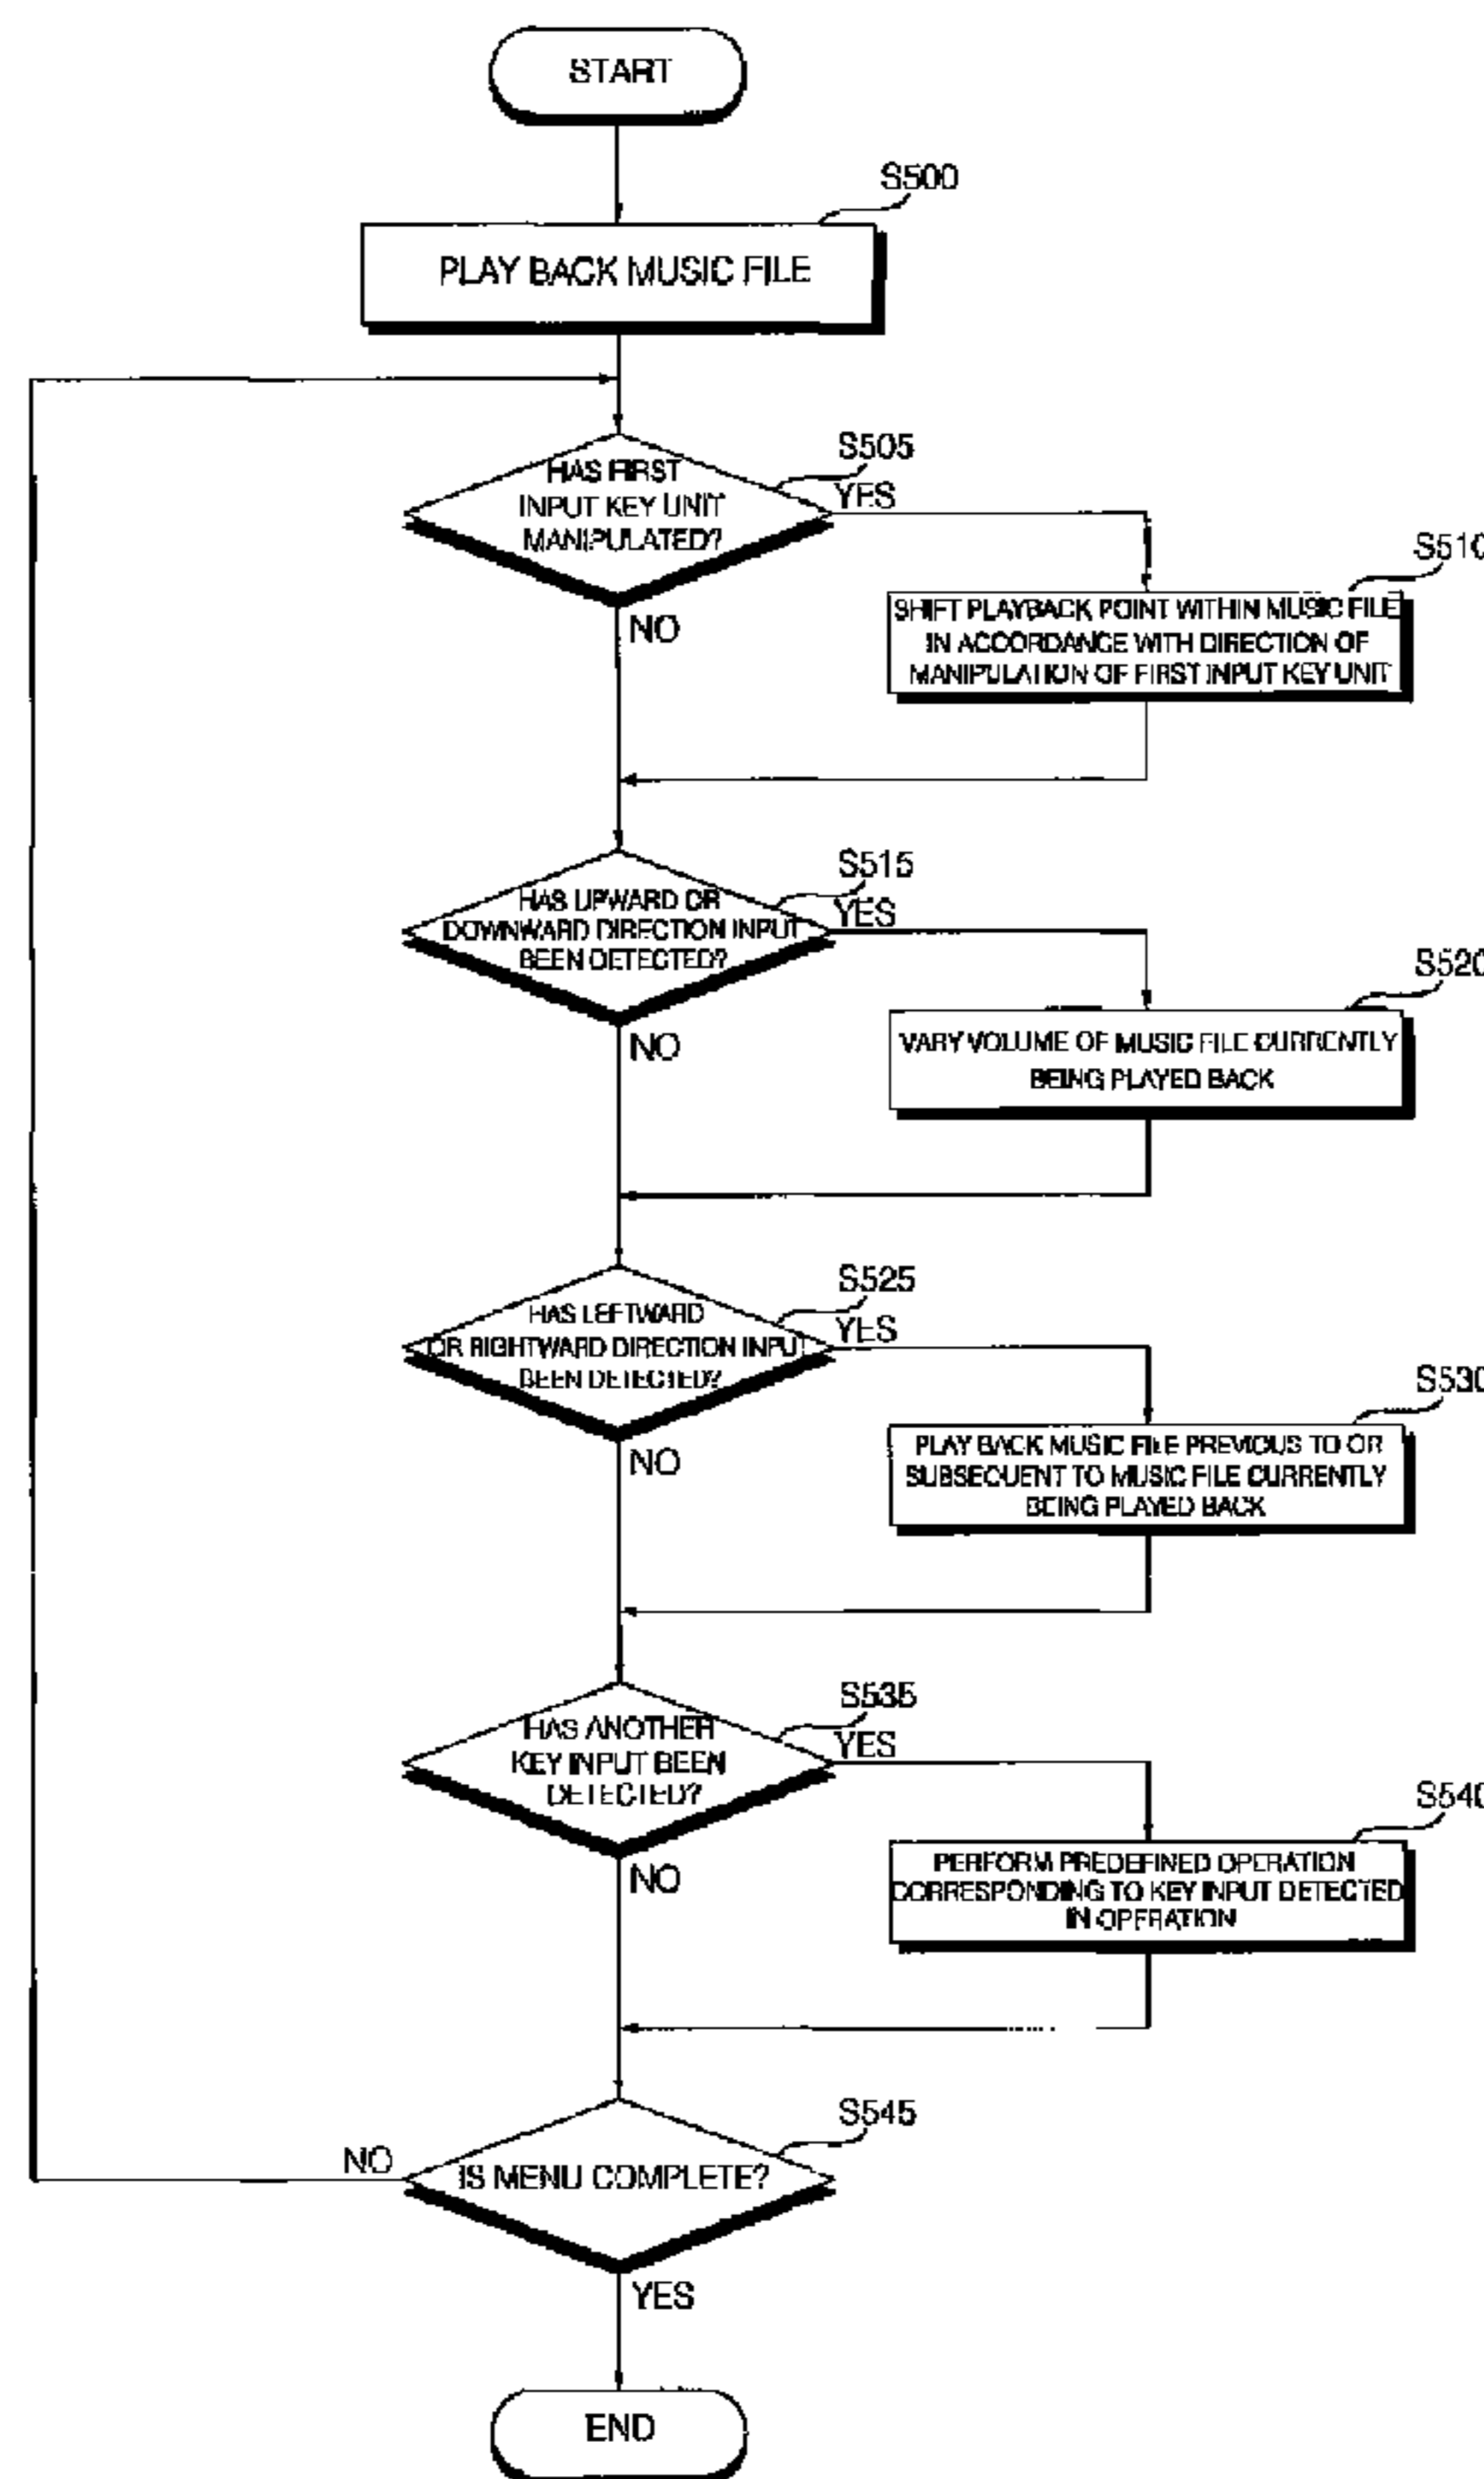 START
S500
PLAY BACK MUSIC FILE
S505
HAS FIRST
INPUT KEY UNIT
MANIPULATED?
YES
NO
S510
SHIFT PLAYBACK POINT WITHIN MUSIC FILE
IN ACCORDANCE WITH DIRECTION OF
MANIPULATION OF FIRST INPUT KEY UNIT
S515
HAS UPWARD OR
DOWNWARD DIRECTION INPUT
BEEN DETECTED?
YES
NO
S520
VARY VOLUME OF MUSIC FILE CURRENTLY
BEING PLAYED BACK
S525
HAS LEFTWARD
OR RIGHTWARD DIRECTION INPUT
BEEN DETECTED?
YES
NO
S530
PLAY BACK MUSIC FILE PREVIOUS TO OR
SUBSEQUENT TO MUSIC FILE CURRENTLY
BEING PLAYED BACK
S535
HAS ANOTHER
KEY INPUT BEEN
DETECTED?
YES
NO
S540
PERFORM PREDEFINED OPERATION
CORRESPONDING TO KEY INPUT DETECTED
IN OPERATION
S545
IS MENU COMPLETE?
NO
YES
END